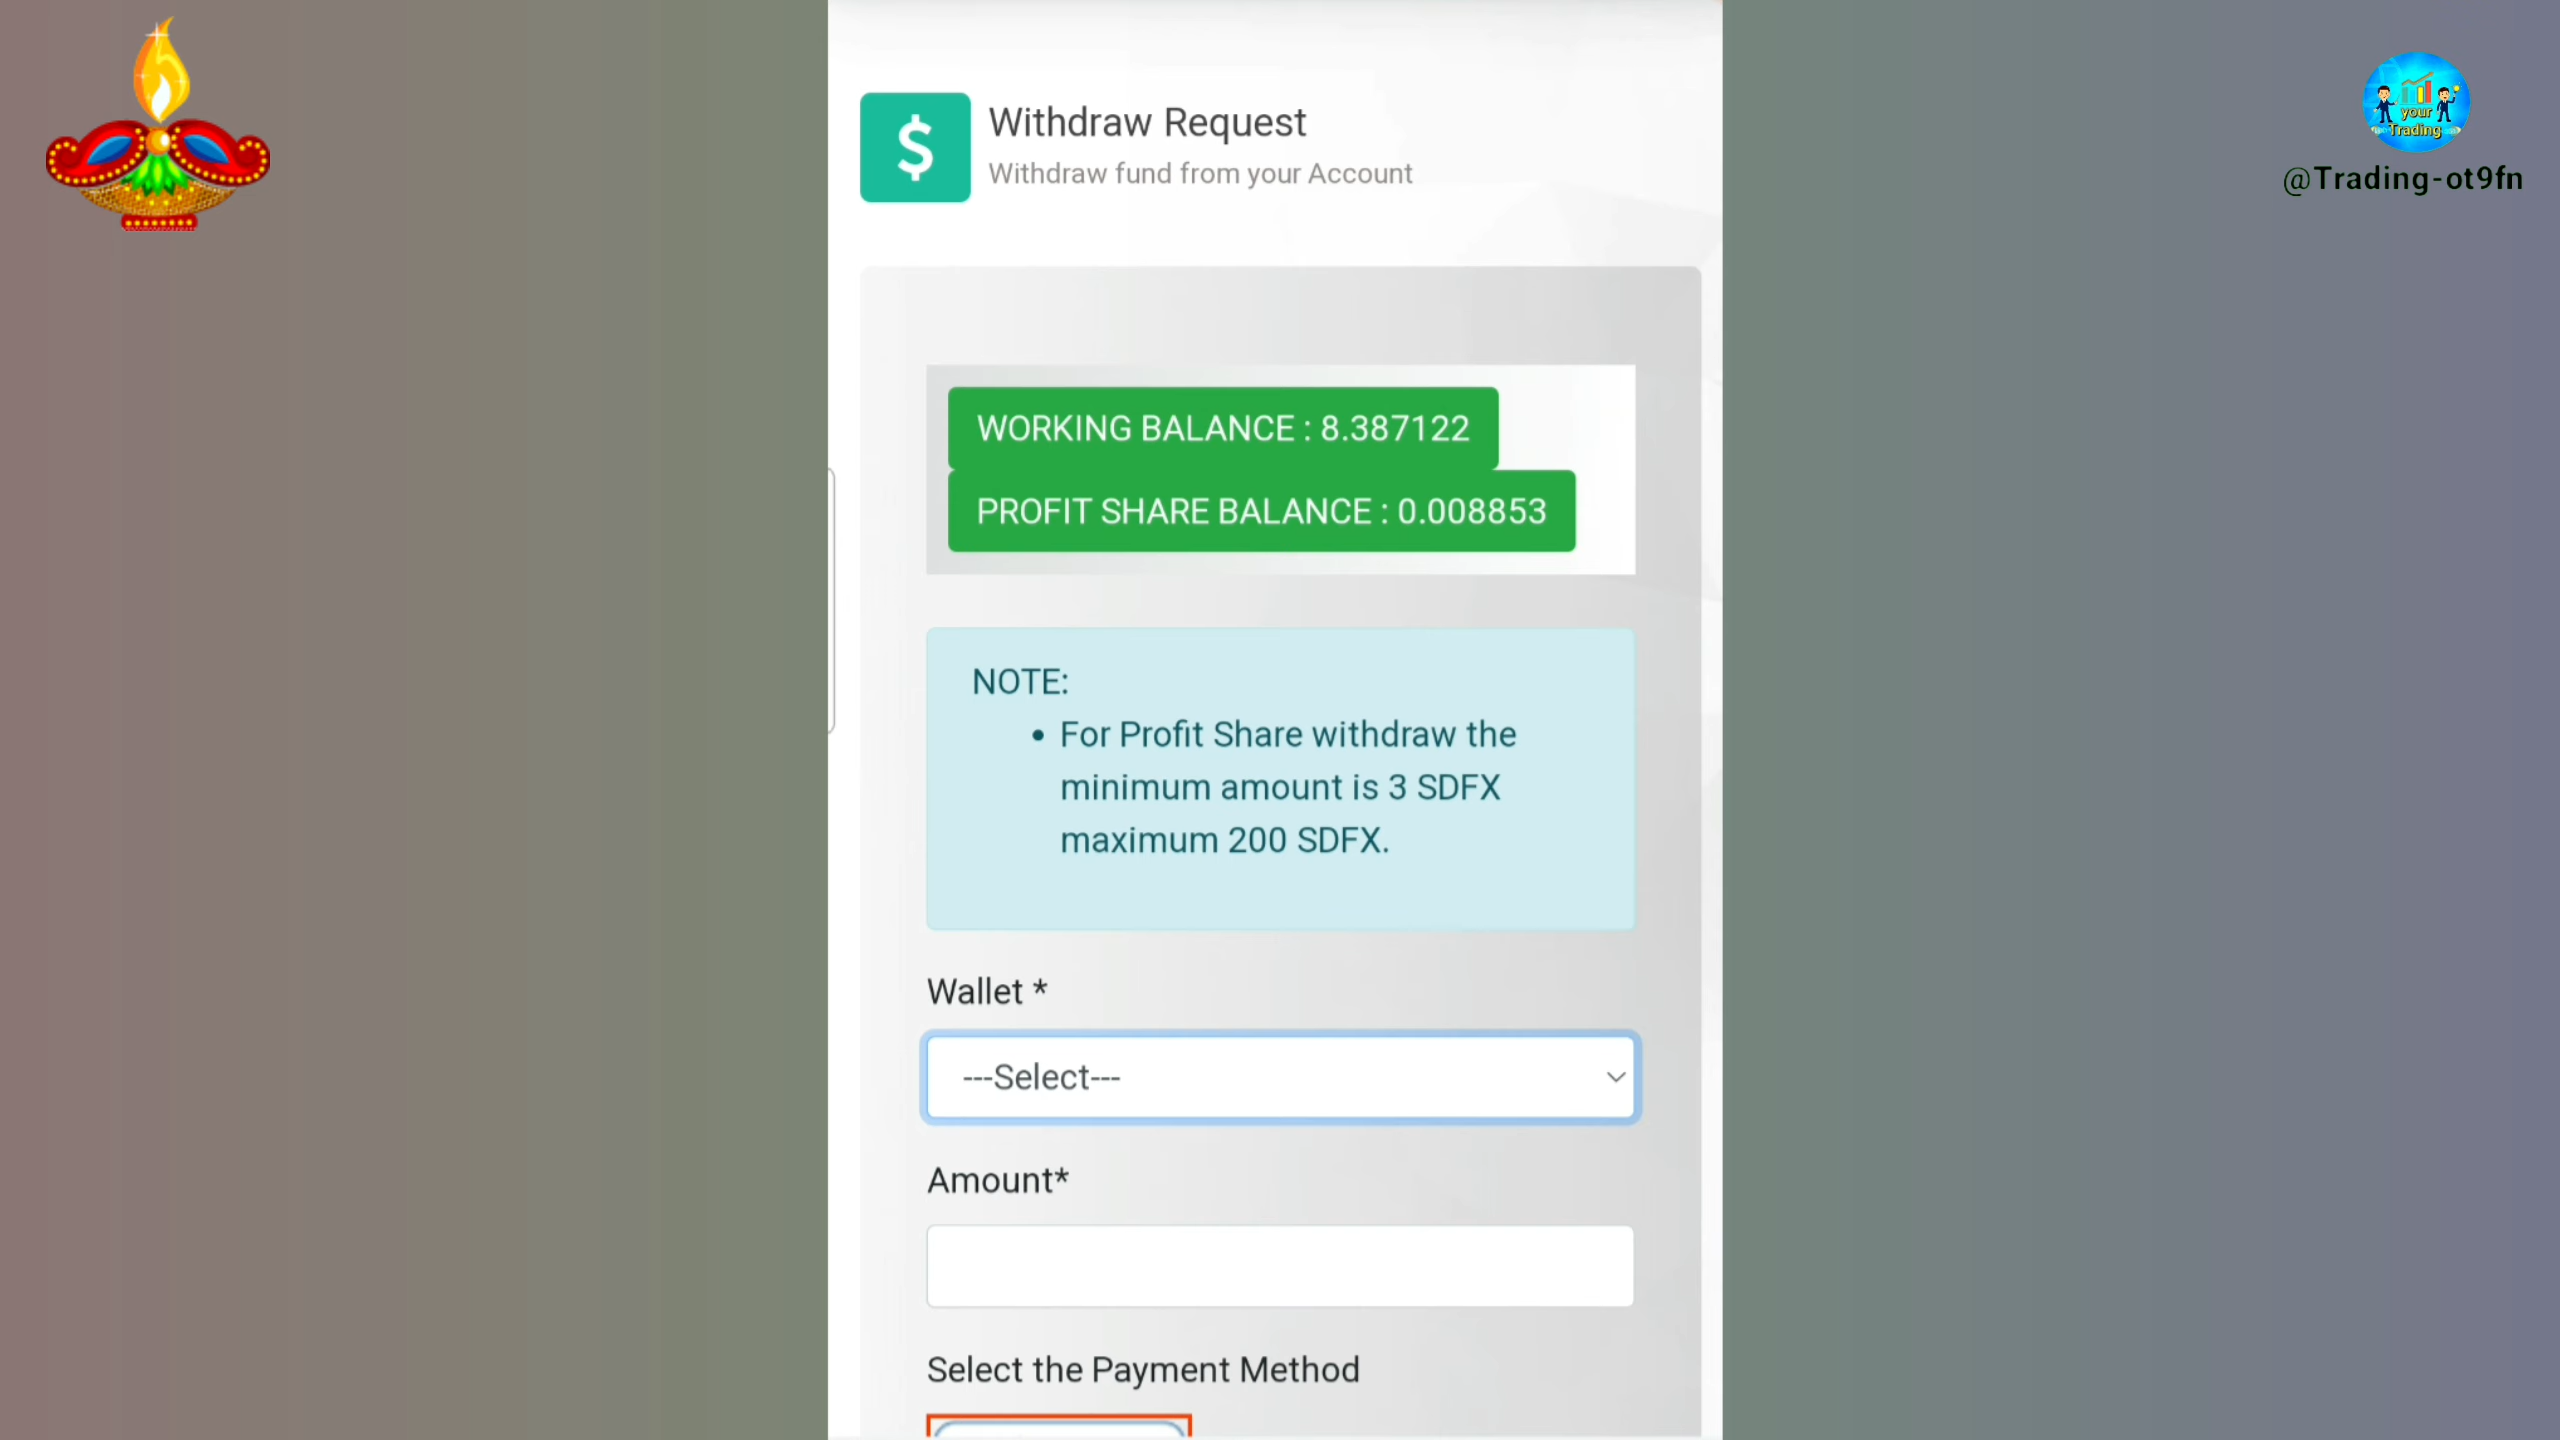 Withdraw Request
Withdraw fund from your Account
your
Trading
@Trading-ot9fn
WORKING BALANCE : 8.387122
PROFIT SHARE BALANCE : 0.008853
NOTE:
• For Profit Share withdraw the
minimum amount is 3 SDFX
maximum 200 SDFX.
Wallet *
---Select---
Amount*
Select the Payment Method